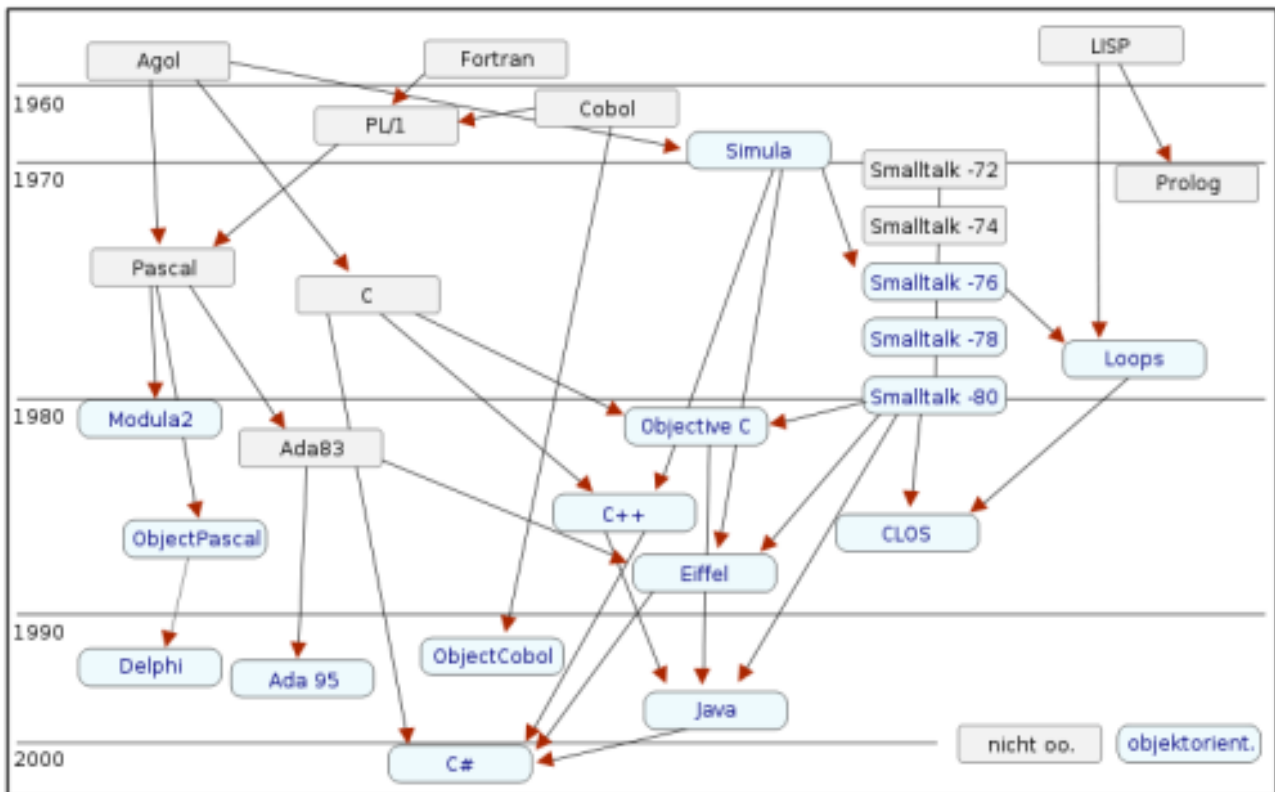 Agol
Fortran
LISP
1960
Cobol
PL/1
Simula
1970
Smalltalk -72
Prolog
Smalltalk -74
Pascal
C
Smalltalk -76
Smalltalk -78
Loops
1980
Modula2
Smalltalk -80
Objective C
Ada83
C++
ObjectPascal
CLOS
Eiffel
1990
Delphi
Ada 95
ObjectCobol
Java
2000
C#
nicht oo.
objektorient.